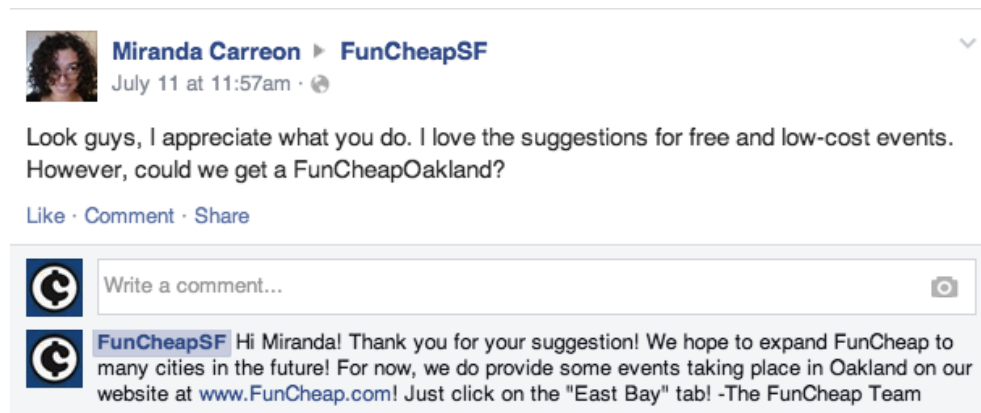 Miranda Carreon ▸ FunCheapSF
July 11 at 11:57am ·
Look guys, I appreciate what you do. I love the suggestions for free and low-cost events.
However, could we get a FunCheapOakland?
Like · Comment · Share
Write a comment...
FunCheapSF Hi Miranda! Thank you for your suggestion! We hope to expand FunCheap to
many cities in the future! For now, we do provide some events taking place in Oakland on our
website at www.FunCheap.com! Just click on the "East Bay" tab! -The FunCheap Team